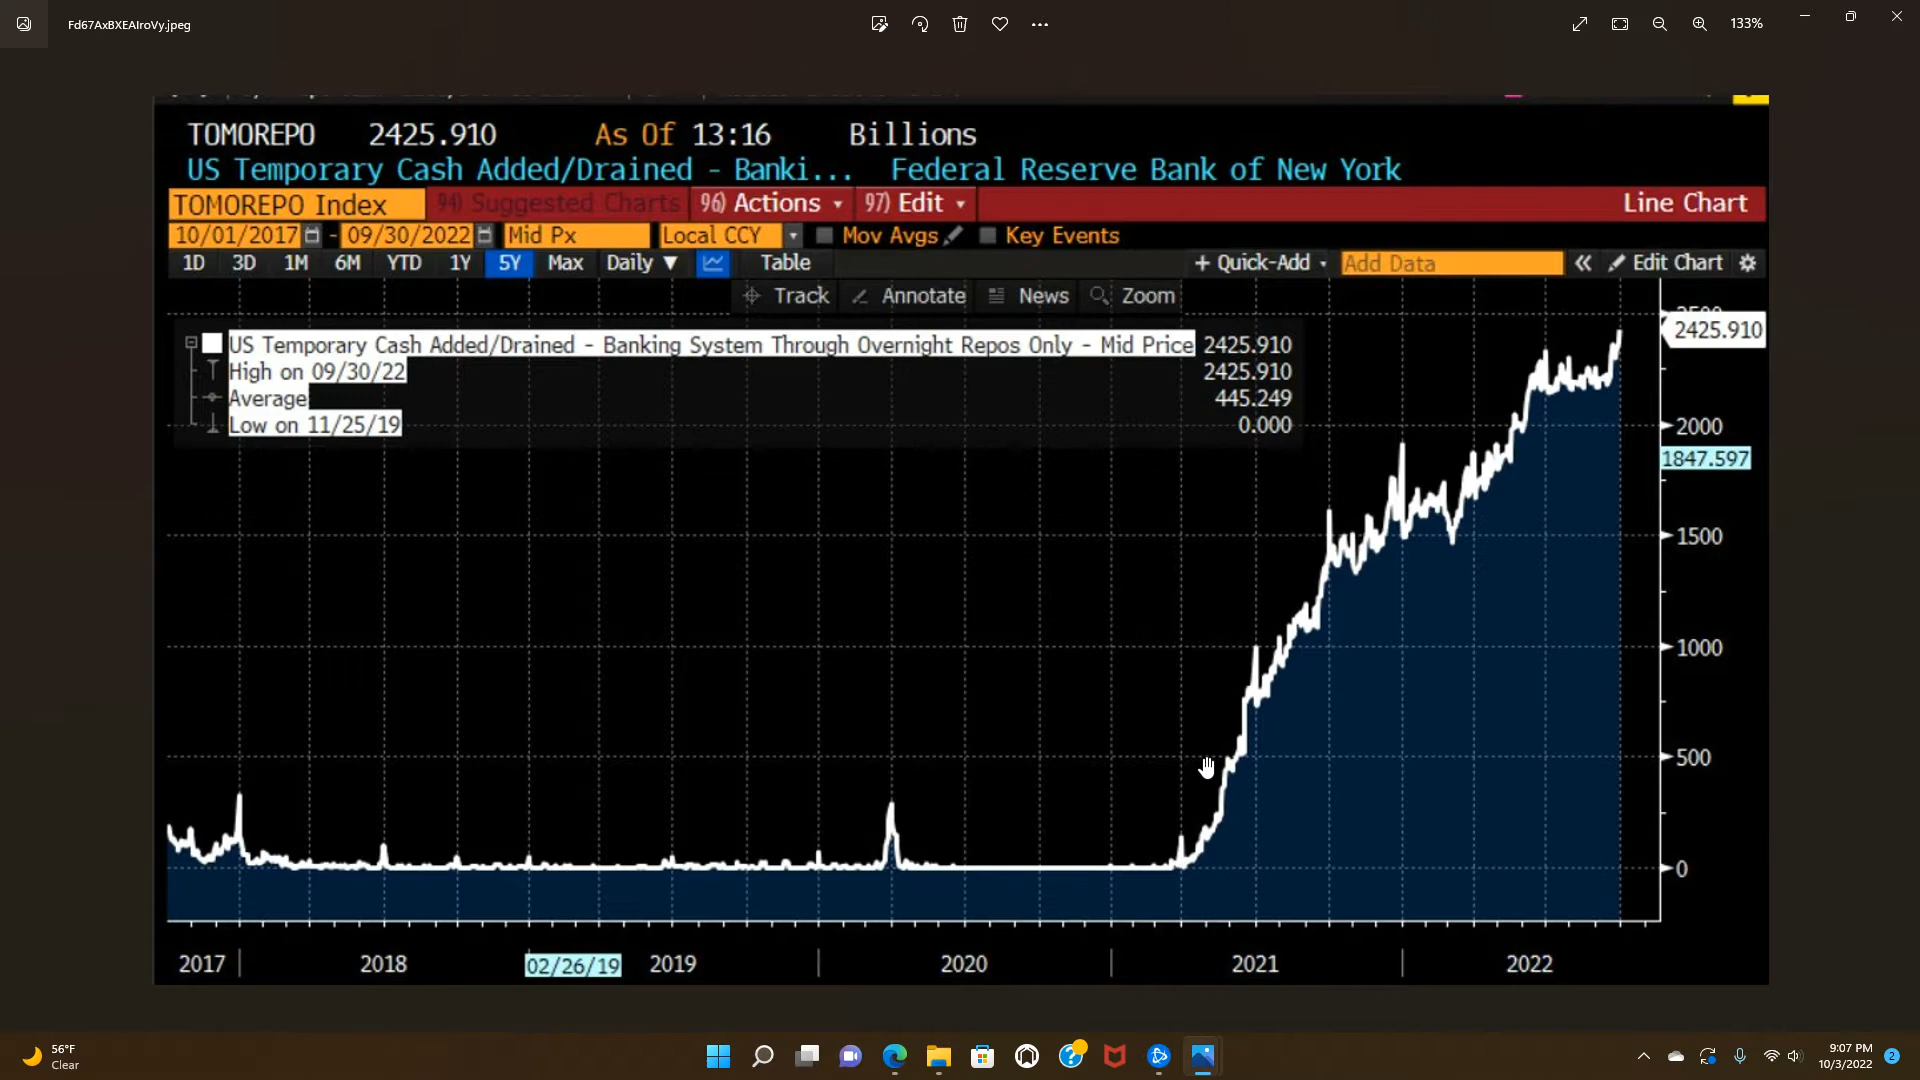 Fd67AxBXEAIroVy.jpeg
133%
TOMOREPO 2425.910 As Of 13:16 Billions
US Temporary Cash Added/Drained - Banki... Federal Reserve Bank of New York
TOMOREPO Index 94) Suggested Charts 96) Actions 97) Edit Line Chart
10/01/2017 - 09/30/2022 Mid Px Local CCY Mov Avgs Key Events
1D 3D 1M 6M YTD 1Y 5Y Max Daily Table + Quick-Add Add Data « Edit Chart
Track Annotate News Zoom
US Temporary Cash Added/Drained - Banking System Through Overnight Repos Only - Mid Price 2425.910
High on 09/30/22 2425.910
Average 445.249
Low on 11/25/19 0.000
2425.910
2000
1847.597
1500
1000
500
0
2017 2018 02/26/19 2019 2020 2021 2022
56°F
Clear
9:07 PM
10/3/2022
2